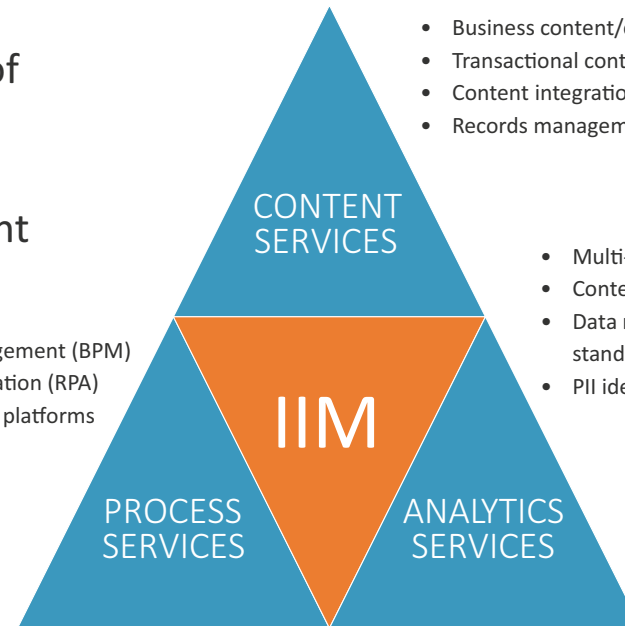 of
nt
• Business content/
• Transactional cont
• Content integratio
• Records managem
CONTENT
SERVICES
• Multi-
• Conte
• Data
stand
• PII ide
gement (BPM)
ation (RPA)
platforms
IIM
PROCESS
SERVICES
ANALYTICS
SERVICES